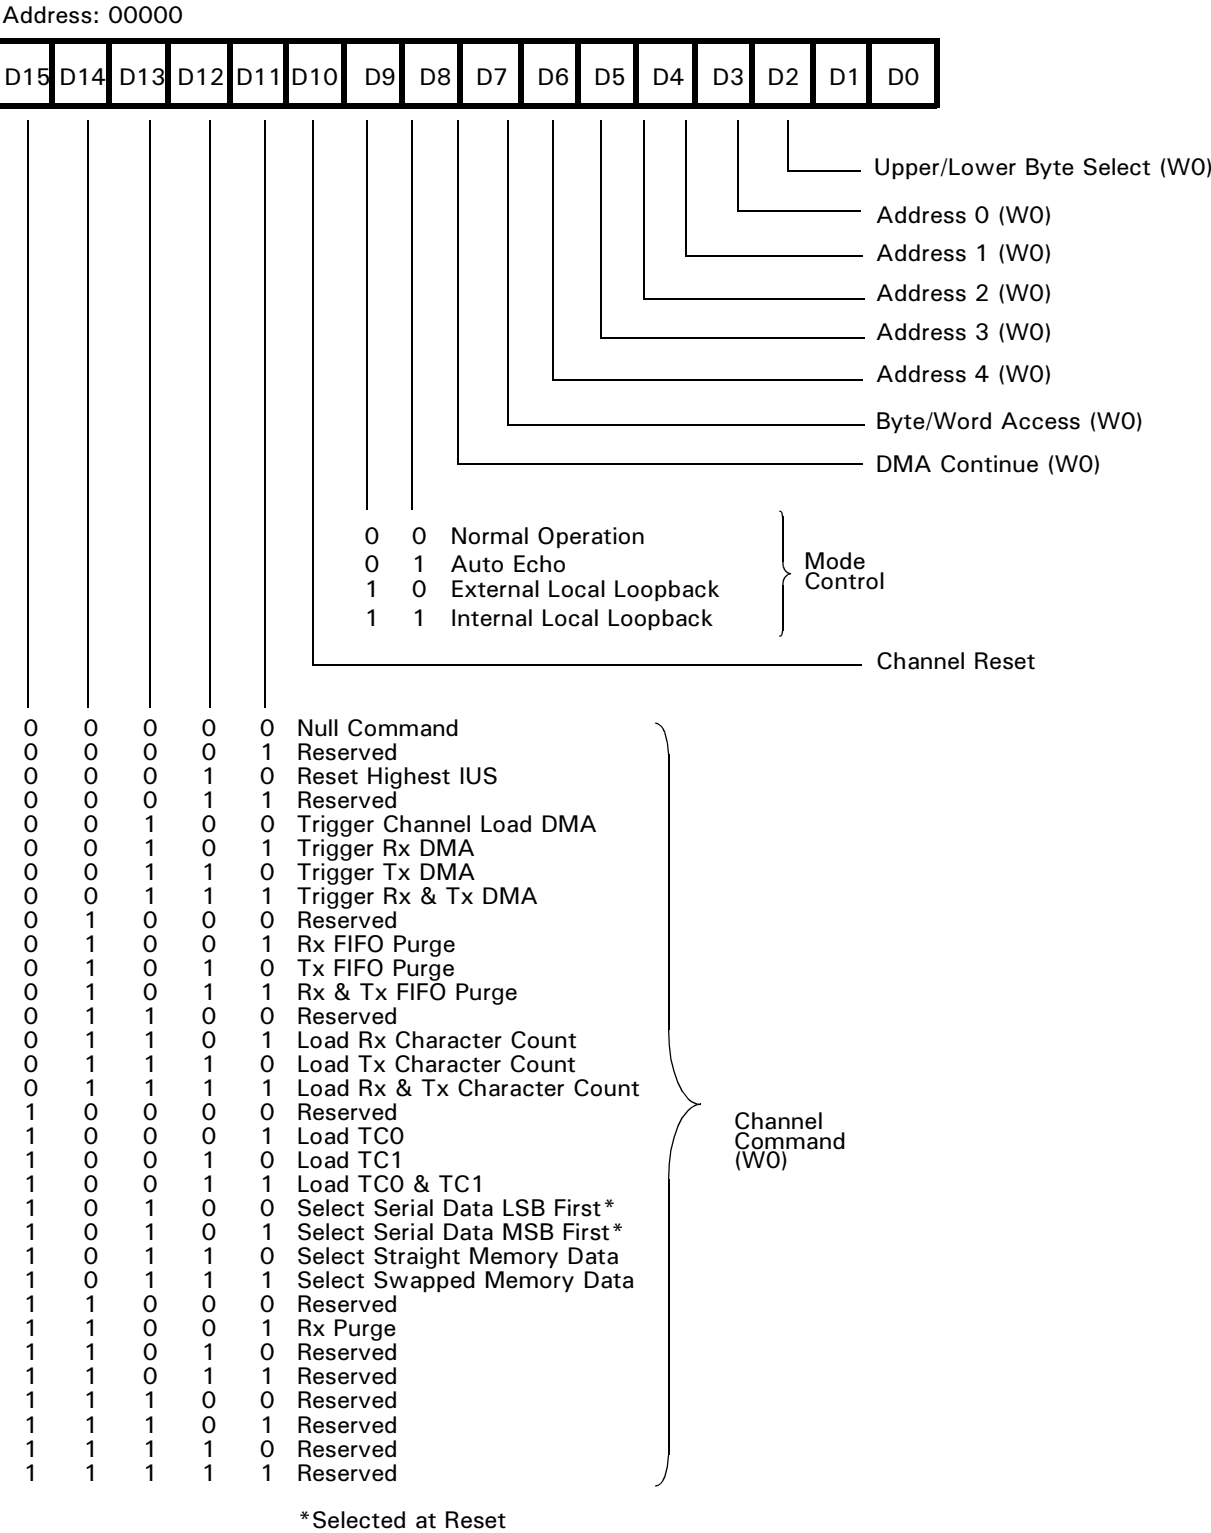 Address: 00000
D15 D14 D13 D12 D11 D10 D9 D8 D7 D6 D5 D4 D3 D2 D1 D0
Upper/Lower Byte Select (W0)
Address 0 (W0)
Address 1 (W0)
Address 2 (W0)
Address 3 (W0)
Address 4 (W0)
Byte/Word Access (W0)
DMA Continue (W0)
0 0 Normal Operation
0 1 Auto Echo
1 0 External Local Loopback
1 1 Internal Local Loopback
Mode
Control
Channel Reset
0 0 0 0 0 Null Command
0 0 0 0 1 Reserved
0 0 0 1 0 Reset Highest IUS
0 0 0 1 1 Reserved
0 0 1 0 0 Trigger Channel Load DMA
0 0 1 0 1 Trigger Rx DMA
0 0 1 1 0 Trigger Tx DMA
0 0 1 1 1 Trigger Rx & Tx DMA
0 1 0 0 0 Reserved
0 1 0 0 1 Rx FIFO Purge
0 1 0 1 0 Tx FIFO Purge
0 1 0 1 1 Rx & Tx FIFO Purge
0 1 1 0 0 Reserved
0 1 1 0 1 Load Rx Character Count
0 1 1 1 0 Load Tx Character Count
0 1 1 1 1 Load Rx & Tx Character Count
1 0 0 0 0 Reserved
1 0 0 0 1 Load TC0
1 0 0 1 0 Load TC1
1 0 0 1 1 Load TC0 & TC1
1 0 1 0 0 Select Serial Data LSB First*
1 0 1 0 1 Select Serial Data MSB First*
1 0 1 1 0 Select Straight Memory Data
1 0 1 1 1 Select Swapped Memory Data
1 1 0 0 0 Reserved
1 1 0 0 1 Rx Purge
1 1 0 1 0 Reserved
1 1 0 1 1 Reserved
1 1 1 0 0 Reserved
1 1 1 0 1 Reserved
1 1 1 1 0 Reserved
1 1 1 1 1 Reserved
Channel
Command
(W0)
*Selected at Reset